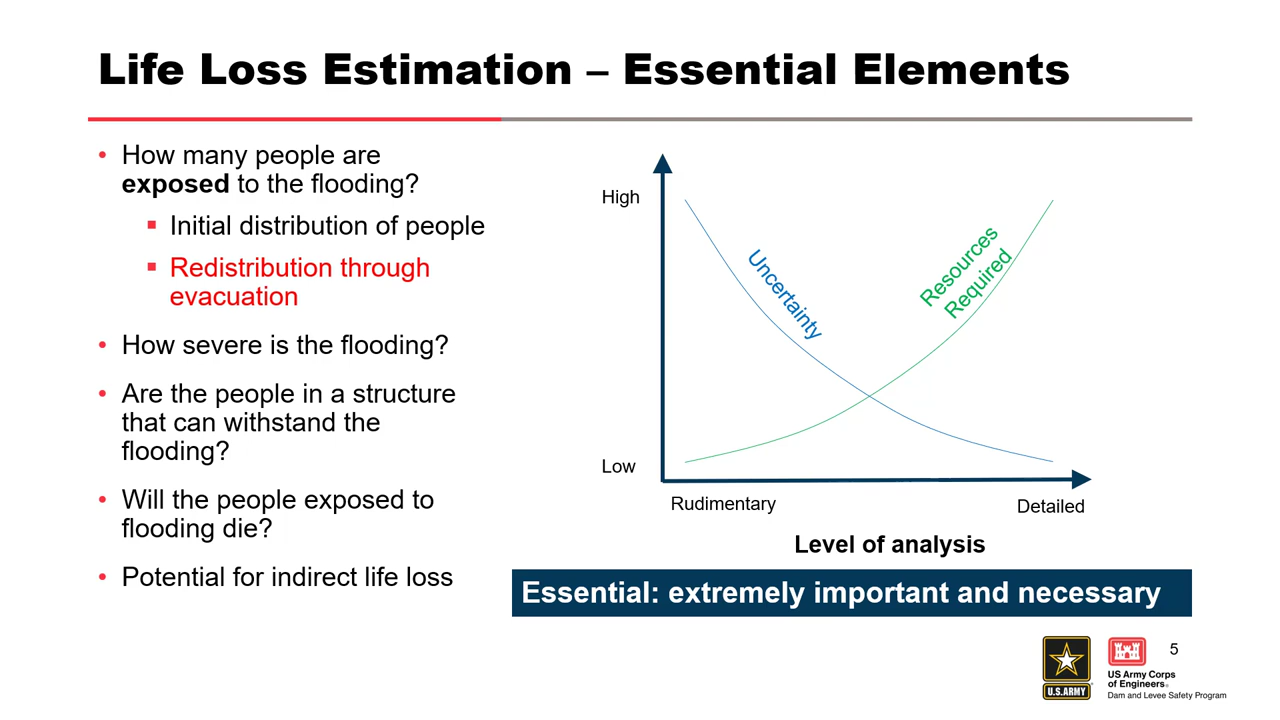 Life Loss Estimation – Essential Elements
• How many people are
exposed to the flooding?
▪ Initial distribution of people
▪ Redistribution through
evacuation
• How severe is the flooding?
• Are the people in a structure
that can withstand the
flooding?
• Will the people exposed to
flooding die?
• Potential for indirect life loss
High
Low
Uncertainty
Resources
Required
Rudimentary
Detailed
Level of analysis
Essential: extremely important and necessary
U.S.ARMY
US Army Corps
of Engineers®
Dam and Levee Safety Program
5